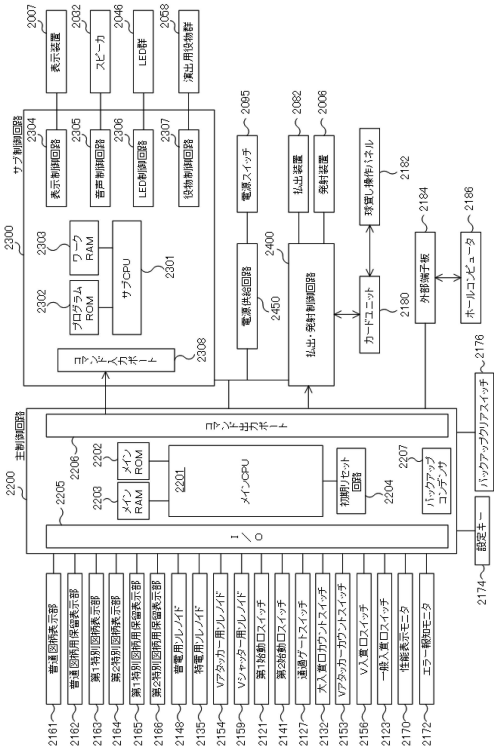 2200
主制御回路
2205
I/O
2206
コマンド出力ポート
2202
メイン
ROM
2203
メイン
RAM
2201
メインCPU
初期リセット
回路
2204
2207
バックアップ
コンデンサ
2161
普通図柄表示部
2162
普通図柄用保留表示部
2163
第1特別図柄表示部
2164
第2特別図柄表示部
2165
第1特別図柄用保留表示部
2166
第2特別図柄用保留表示部
2148
普電用ソレノイド
2135
特電用ソレノイド
2154
Vアタッカー用ソレノイド
2159
Vシャッター用ソレノイド
2121
第1始動口スイッチ
2141
第2始動口スイッチ
2127
通過ゲートスイッチ
2132
大入賞口カウントスイッチ
2153
Vアタッカーカウントスイッチ
2156
V入賞口スイッチ
2123
一般入賞口スイッチ
2170
性能表示モニタ
2172
エラー報知モニタ
2174
設定キー
2176
バックアップクリアスイッチ
2300
サブ制御回路
2308
コマンド入力ポート
2302
プログラム
ROM
2303
ワーク
RAM
サブCPU
2301
2304
表示制御回路
2305
音声制御回路
2306
LED制御回路
2307
役物制御回路
2007
表示装置
2032
スピーカ
2046
LED群
2058
演出用役物群
電源供給回路
2450
電源スイッチ
2095
2400
払出・発射制御回路
2082
払出装置
2006
発射装置
カードユニット
2180
球貸し操作パネル
2182
外部端子板
2184
ホールコンピュータ
2186